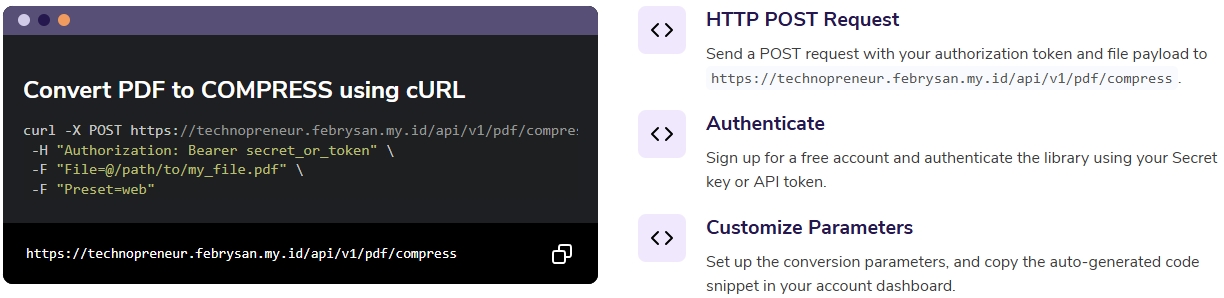 Convert PDF to COMPRESS using cURL
curl -X POST https://technopreneur.febrysan.my.id/api/v1/pdf/compres
-H "Authorization: Bearer secret_or_token" \
-F "File=@/path/to/my_file.pdf" \
-F "Preset=web"
https://technopreneur.febrysan.my.id/api/v1/pdf/compress
HTTP POST Request
Send a POST request with your authorization token and file payload to
https://technopreneur.febrysan.my.id/api/v1/pdf/compress.
Authenticate
Sign up for a free account and authenticate the library using your Secret
key or API token.
Customize Parameters
Set up the conversion parameters, and copy the auto-generated code
snippet in your account dashboard.